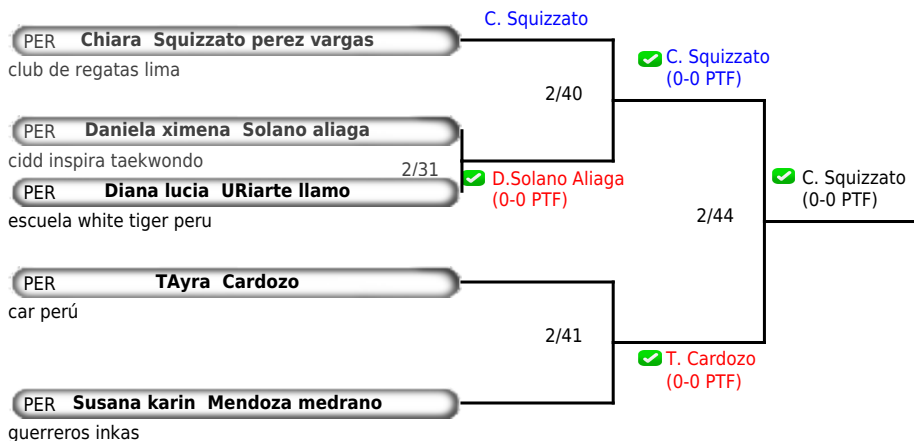 C. Squizzato
PER Chiara Squizzato perez vargas
club de regatas lima
C. Squizzato
(0-0 PTF)
2/40
PER Daniela ximena Solano aliaga
cidd inspira taekwondo
2/31
D.Solano Aliaga
(0-0 PTF)
PER Diana lucia URiarte llamo
escuela white tiger peru
C. Squizzato
(0-0 PTF)
2/44
PER TAyra Cardozo
car perú
2/41
T. Cardozo
(0-0 PTF)
PER Susana karin Mendoza medrano
guerreros inkas